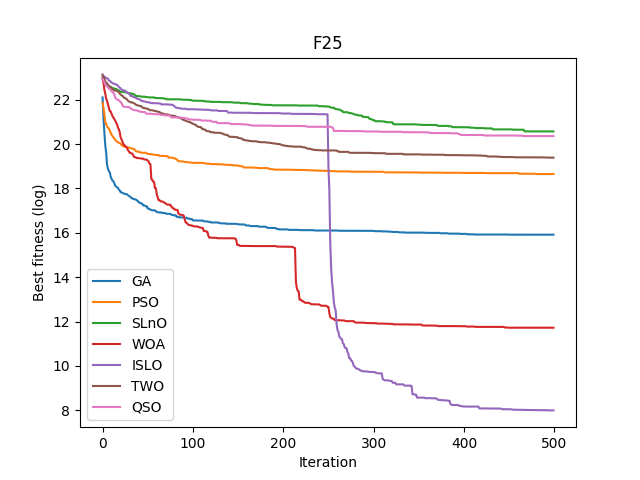 F25
Best fitness (log)
22
20
18
16
14
12
10
8
GA
PSO
SLnO
WOA
ISLO
TWO
QSO
0 100 200 300 400 500
Iteration